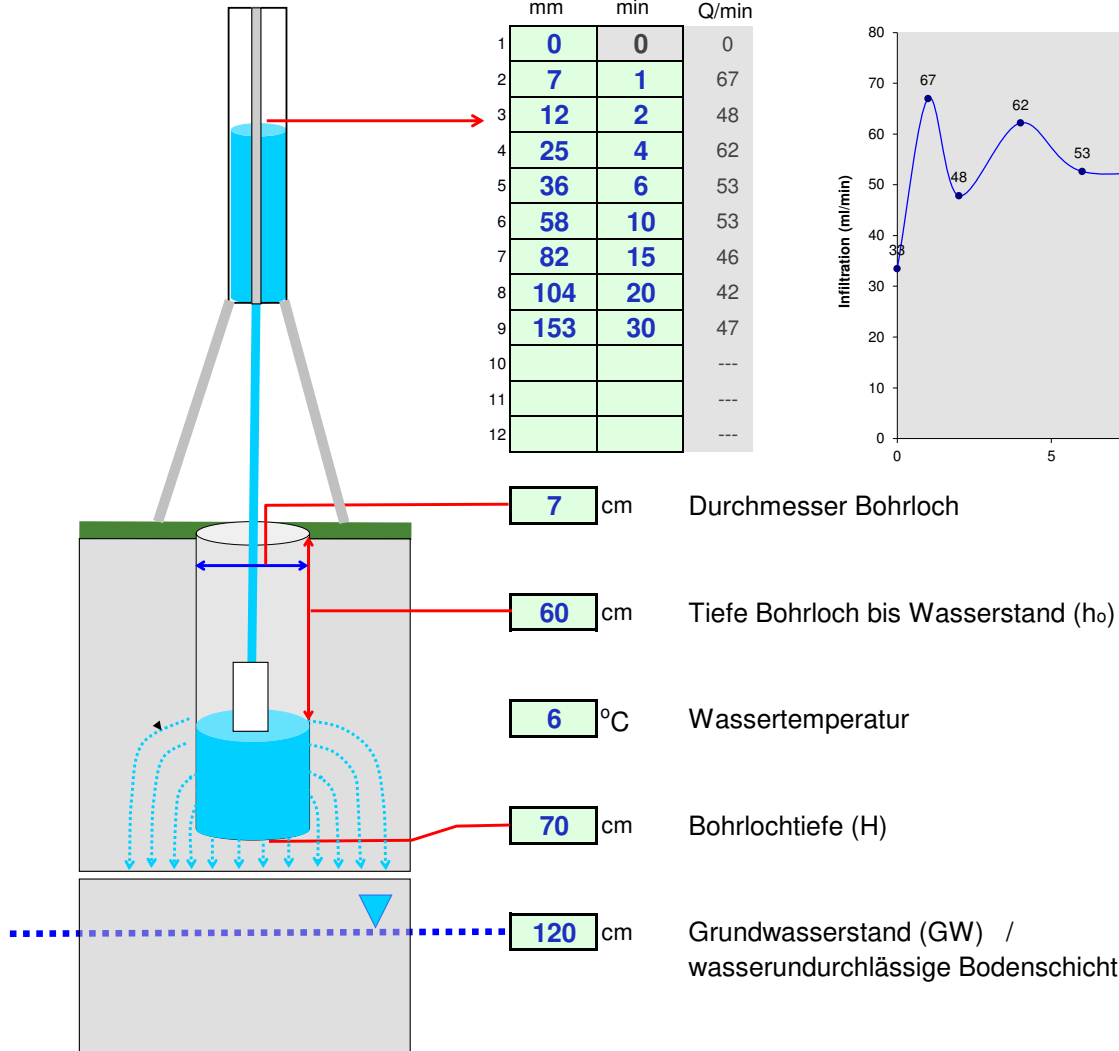 mm min Q/min
1 0 0 0
2 7 1 67
3 12 2 48
4 25 4 62
5 36 6 53
6 58 10 53
7 82 15 46
8 104 20 42
9 153 30 47
10 ---
11 ---
12 ---
80
70
60
50
40
30
20
10
0
Infiltration (ml/min)
33
67
48
62
53
0 5
7 cm Durchmesser Bohrloch
60 cm Tiefe Bohrloch bis Wasserstand (ho)
6 °C Wassertemperatur
70 cm Bohrlochtiefe (H)
120 cm Grundwasserstand (GW) /
wasserundurchlässige Bodenschicht